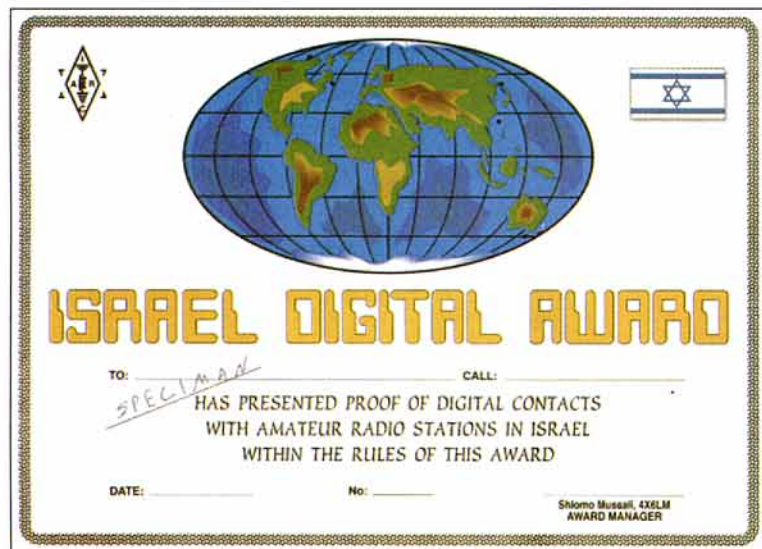 I
A R
C
ISRAEL DIGITAL AWARD
TO: CALL:
SPECIMAN
HAS PRESENTED PROOF OF DIGITAL CONTACTS
WITH AMATEUR RADIO STATIONS IN ISRAEL
WITHIN THE RULES OF THIS AWARD
DATE: No:
Shlomo Mussali, 4X6LM
AWARD MANAGER